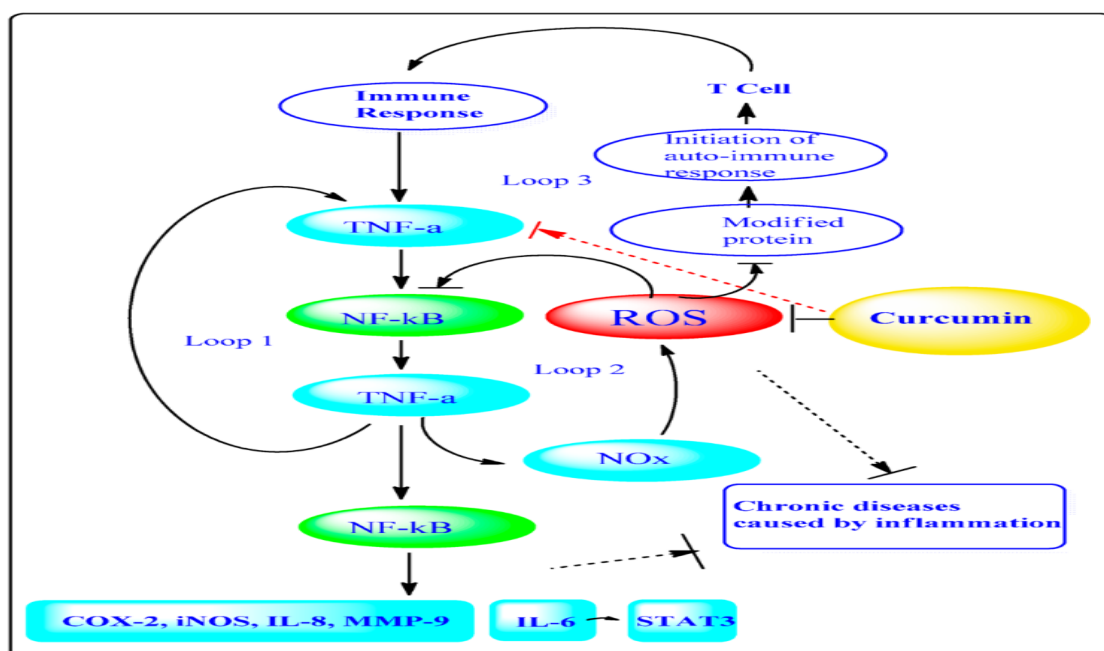 Immune
Response
T Cell
Initiation of
auto-immune
response
Loop 3
Modified
protein
TNF-a
NF-kB
ROS
Curcumin
Loop 1
Loop 2
TNF-a
NOx
NF-kB
Chronic diseases
caused by inflammation
COX-2, iNOS, IL-8, MMP-9
IL-6
STAT3